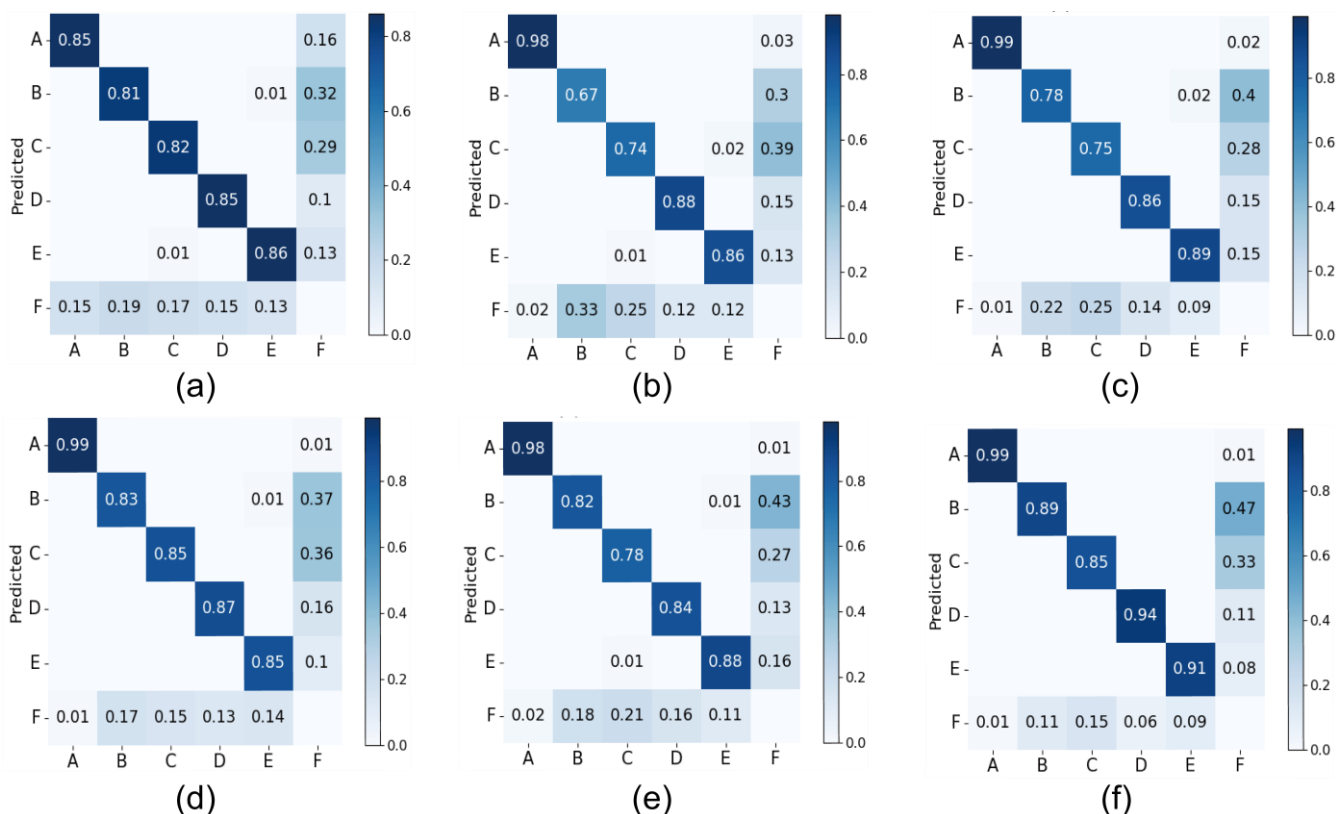 A 0.85 0.16 0.8
B 0.81 0.01 0.32 0.6
C 0.82 0.29 0.4
D 0.85 0.1
E 0.01 0.86 0.13 0.2
F 0.15 0.19 0.17 0.15 0.13 0.0
Predicted
A B C D E F
(a)
A 0.98 0.03 0.8
B 0.67 0.3 0.6
C 0.74 0.02 0.39 0.4
D 0.88 0.15
E 0.01 0.86 0.13 0.2
F 0.02 0.33 0.25 0.12 0.12 0.0
Predicted
A B C D E F
(b)
A 0.99 0.02 0.8
B 0.78 0.02 0.4 0.6
C 0.75 0.28 0.4
D 0.86 0.15
E 0.89 0.15 0.2
F 0.01 0.22 0.25 0.14 0.09 0.0
Predicted
A B C D E F
(c)
A 0.99 0.01 0.8
B 0.83 0.01 0.37 0.6
C 0.85 0.36 0.4
D 0.87 0.16
E 0.85 0.1 0.2
F 0.01 0.17 0.15 0.13 0.14 0.0
Predicted
A B C D E F
(d)
A 0.98 0.01 0.8
B 0.82 0.01 0.43 0.6
C 0.78 0.27 0.4
D 0.84 0.13
E 0.01 0.88 0.16 0.2
F 0.02 0.18 0.21 0.16 0.11 0.0
Predicted
A B C D E F
(e)
A 0.99 0.01 0.8
B 0.89 0.47 0.6
C 0.85 0.33 0.4
D 0.94 0.11
E 0.91 0.08 0.2
F 0.01 0.11 0.15 0.06 0.09 0.0
Predicted
A B C D E F
(f)